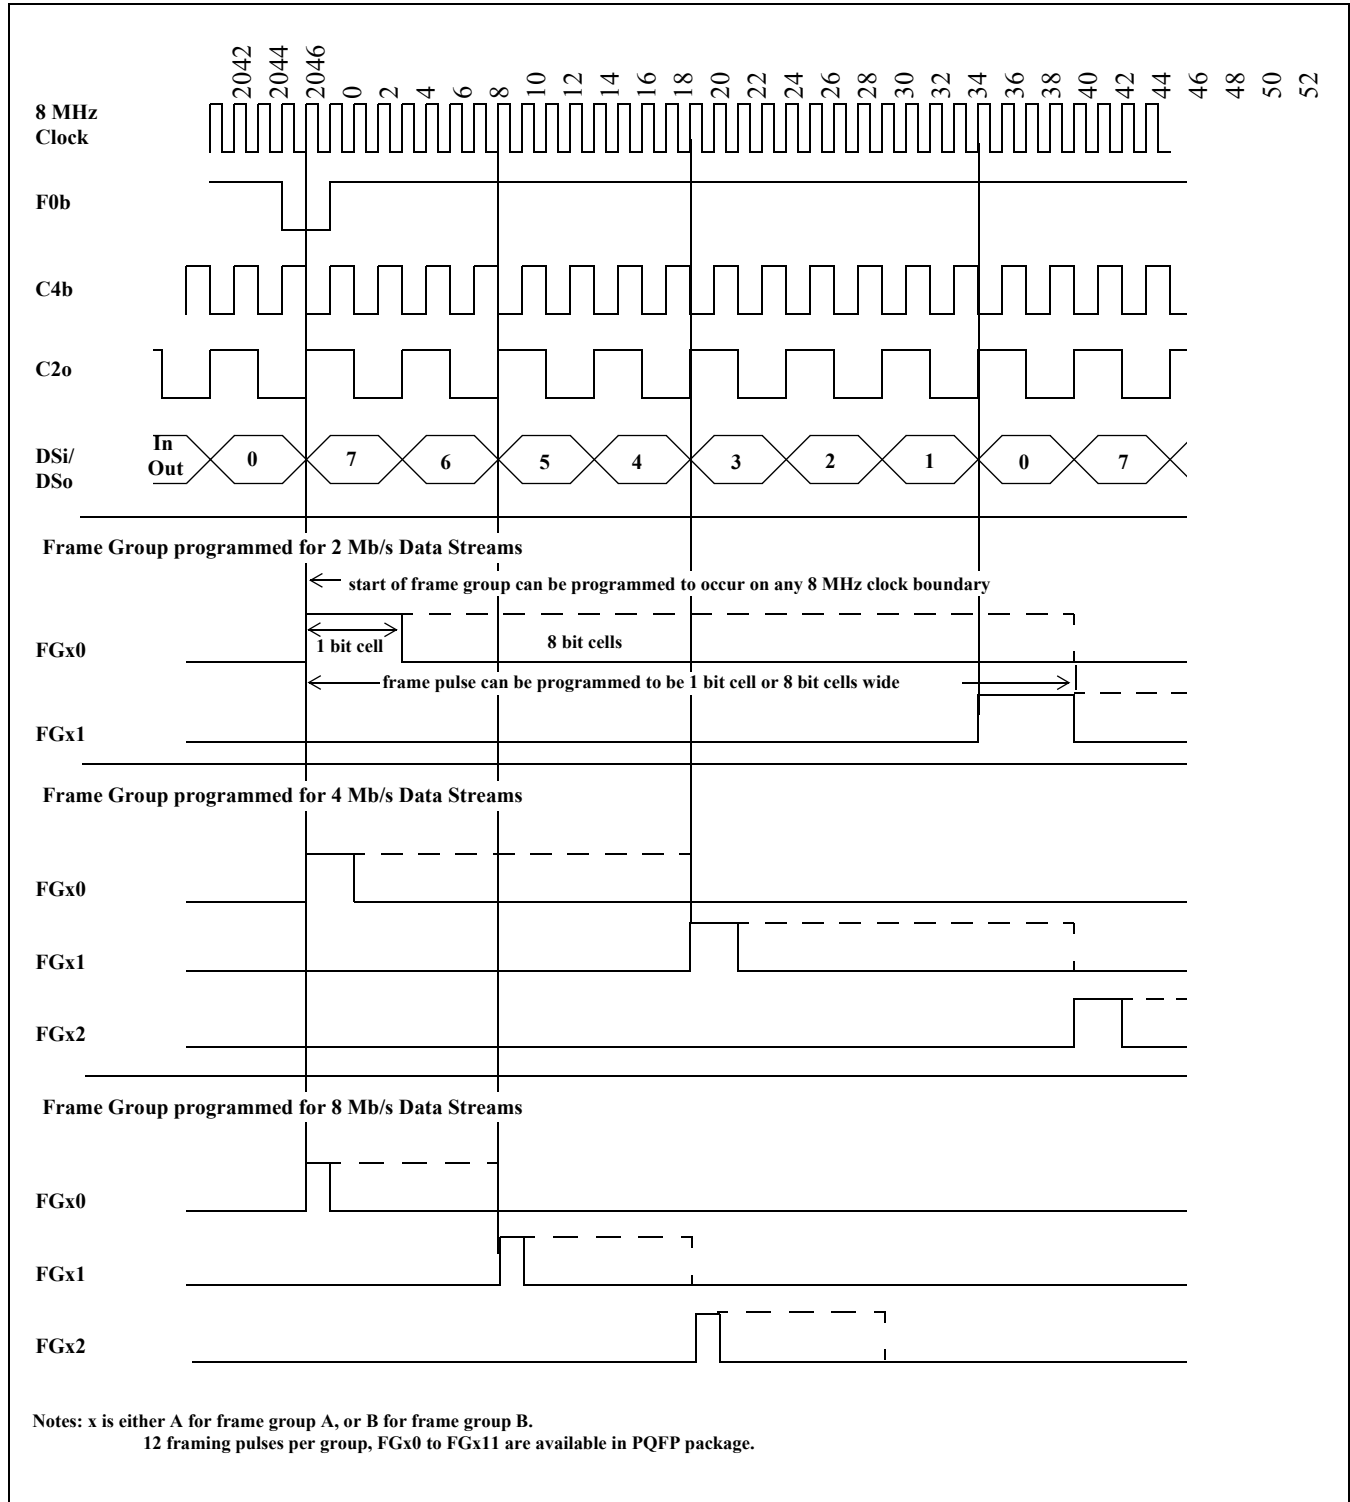 2042 2044 2046 0 2 4 6 8 10 12 14 16 18 20 22 24 26 28 30 32 34 36 38 40 42 44 46 48 50 52
8 MHz
Clock
F0b
C4b
C2o
DSi/
DSo
In
Out
0 7 6 5 4 3 2 1 0 7
Frame Group programmed for 2 Mb/s Data Streams
start of frame group can be programmed to occur on any 8 MHz clock boundary
FGx0
1 bit cell
8 bit cells
frame pulse can be programmed to be 1 bit cell or 8 bit cells wide
FGx1
Frame Group programmed for 4 Mb/s Data Streams
FGx0
FGx1
FGx2
Frame Group programmed for 8 Mb/s Data Streams
FGx0
FGx1
FGx2
Notes: x is either A for frame group A, or B for frame group B.
12 framing pulses per group, FGx0 to FGx11 are available in PQFP package.